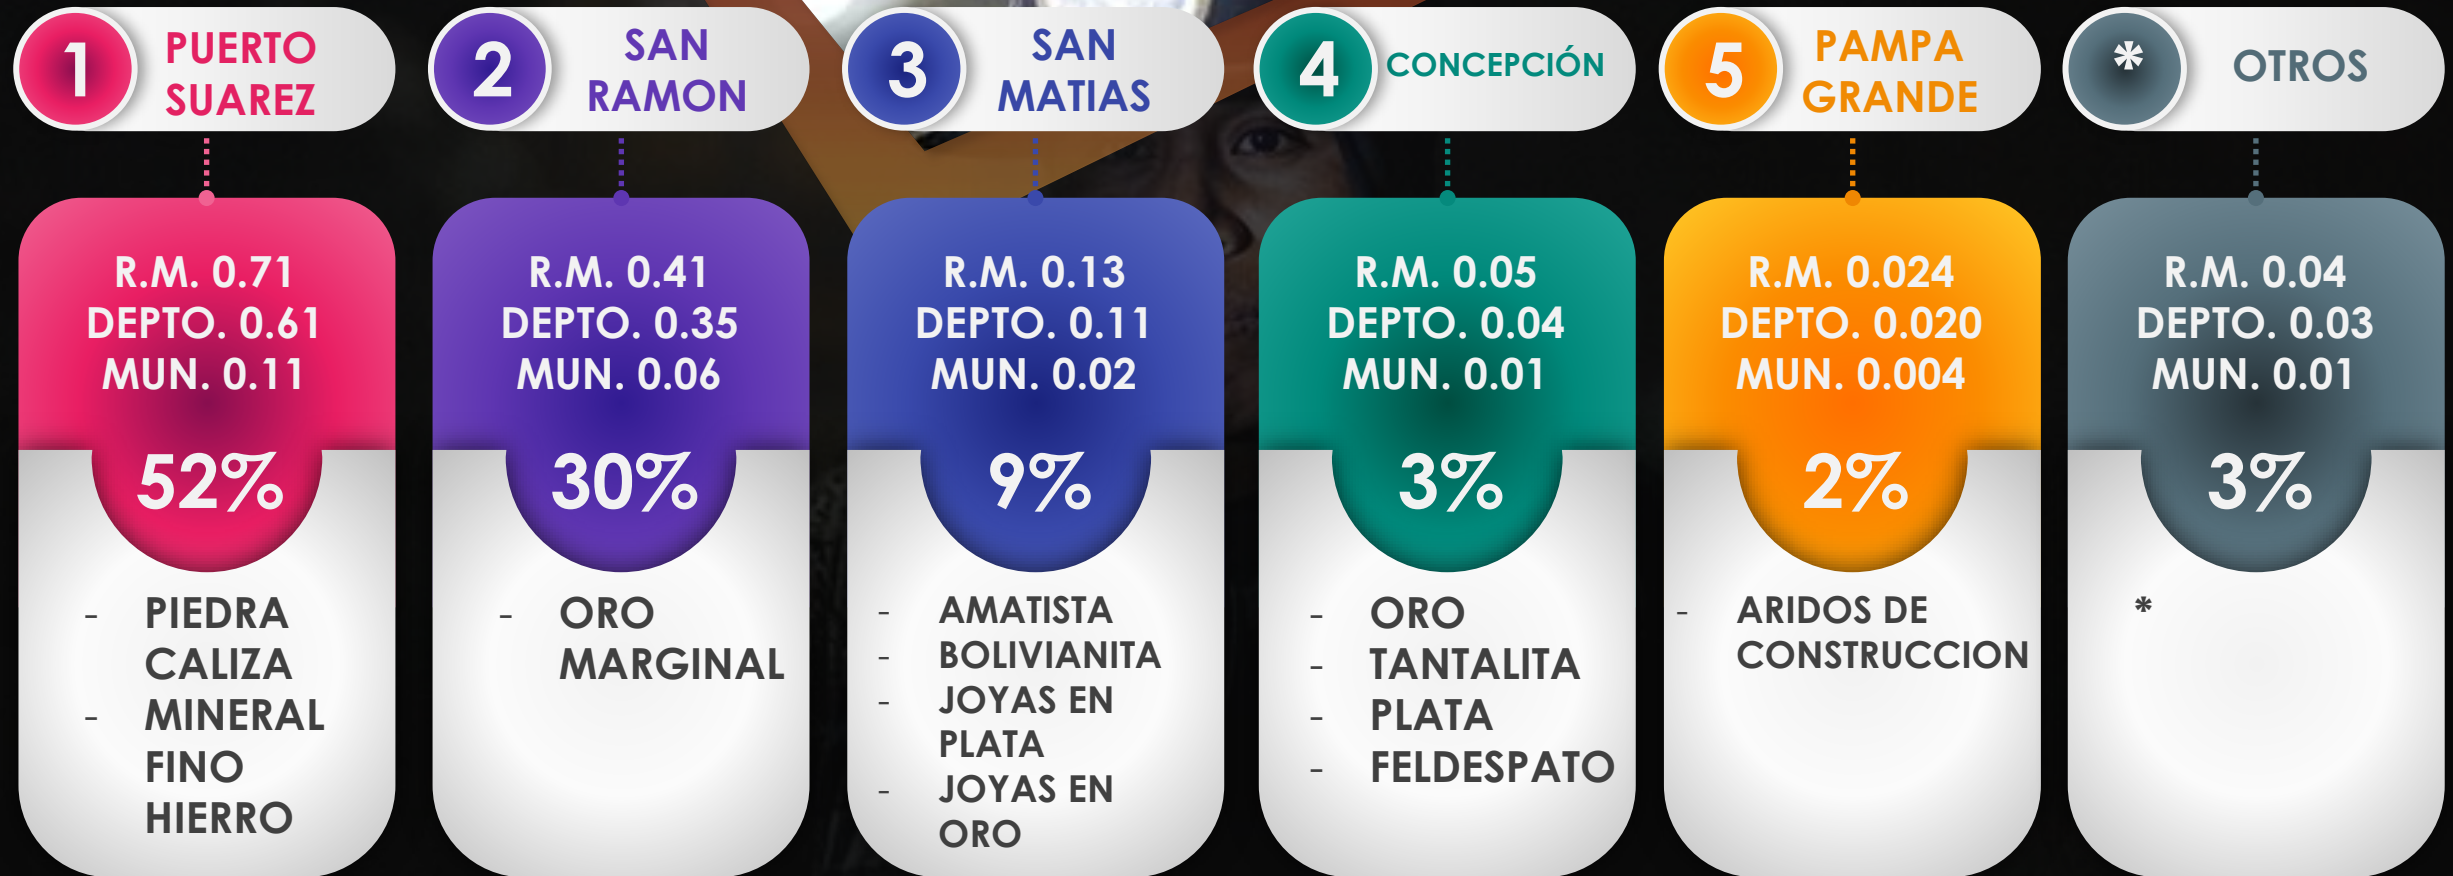 1
PUERTO
SUAREZ
R.M. 0.71
DEPTO. 0.61
MUN. 0.11
52%
- PIEDRA
CALIZA
- MINERAL
FINO
HIERRO
2
SAN
RAMON
R.M. 0.41
DEPTO. 0.35
MUN. 0.06
30%
- ORO
MARGINAL
3
SAN
MATIAS
R.M. 0.13
DEPTO. 0.11
MUN. 0.02
9%
- AMATISTA
- BOLIVIANITA
- JOYAS EN
PLATA
- JOYAS EN
ORO
4
CONCEPCIÓN
R.M. 0.05
DEPTO. 0.04
MUN. 0.01
3%
- ORO
- TANTALITA
- PLATA
- FELDESPATO
5
PAMPA
GRANDE
R.M. 0.024
DEPTO. 0.020
MUN. 0.004
2%
- ARIDOS DE
CONSTRUCCION
*
OTROS
R.M. 0.04
DEPTO. 0.03
MUN. 0.01
3%
*